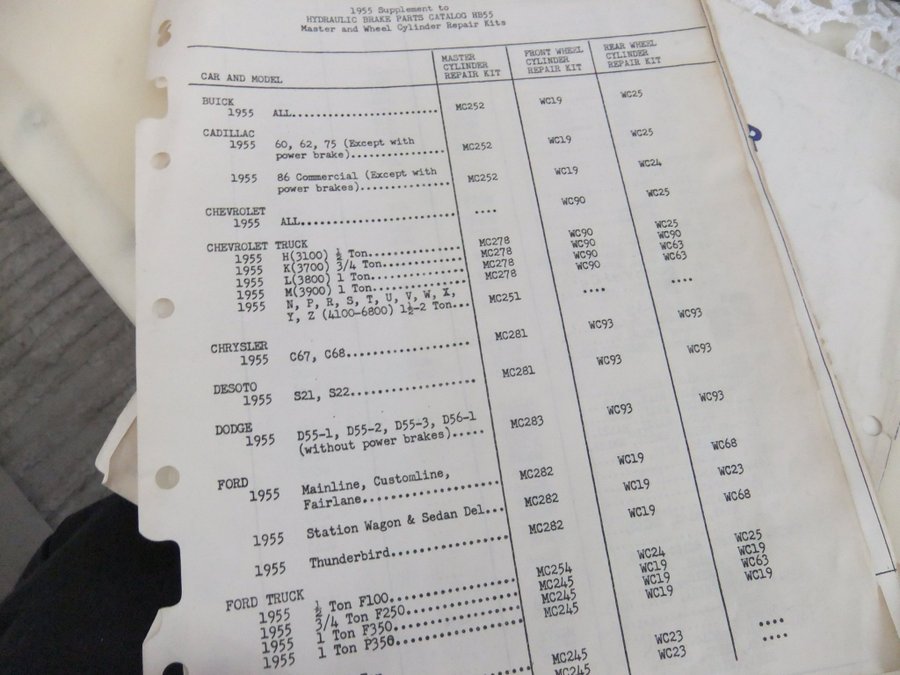 1955 Supplement to
HYDRAULIC BRAKE PARTS CATALOG HB55
Master and Wheel Cylinder Repair Kits
CAR AND MODEL
MASTER
CYLINDER
REPAIR KIT
FRONT WHEEL
CYLINDER
REPAIR KIT
REAR WHEEL
CYLINDER
REPAIR KIT
BUICK
1955 ALL........................... MC252 WC19 WC25
CADILLAC
1955 60, 62, 75 (Except with
power brake)................ MC252 WC19 WC25
1955 86 Commercial (Except with
power brakes)............... MC252 WC19 WC24
CHEVROLET
1955 ALL........................... .... WC90 WC25
CHEVROLET TRUCK
1955 H(3100) ½ Ton................. MC278 WC90 WC25
1955 K(3700) 3/4 Ton............... MC278 WC90 WC90
1955 L(3800) 1 Ton................. MC278 WC90 WC63
1955 M(3900) 1 Ton................. MC278 WC90 WC63
1955 N, P, R, S, T, U, V, W, X,
Y, Z (4100-6800) 1½-2 Ton... MC251 .... ....
CHRYSLER
1955 C67, C68...................... MC281 WC93 WC93
DESOTO
1955 S21, S22...................... MC281 WC93 WC93
DODGE
1955 D55-1, D55-2, D55-3, D56-1
(without power brakes)..... MC283 WC93 WC93
FORD
1955 Mainline, Customline,
Fairlane.................... MC282 WC19 WC68
1955 Station Wagon & Sedan Del... MC282 WC19 WC23
1955 Thunderbird................... MC282 WC19 WC68
FORD TRUCK
1955 ½ Ton F100.................... MC254 WC24 WC25
1955 3/4 Ton F250.................. MC245 WC19 WC19
1955 1 Ton F350.................... MC245 WC19 WC63
1955 1 Ton P350.................... MC245 WC19 WC19
MC245 WC23 ....
MC245 WC23 ....